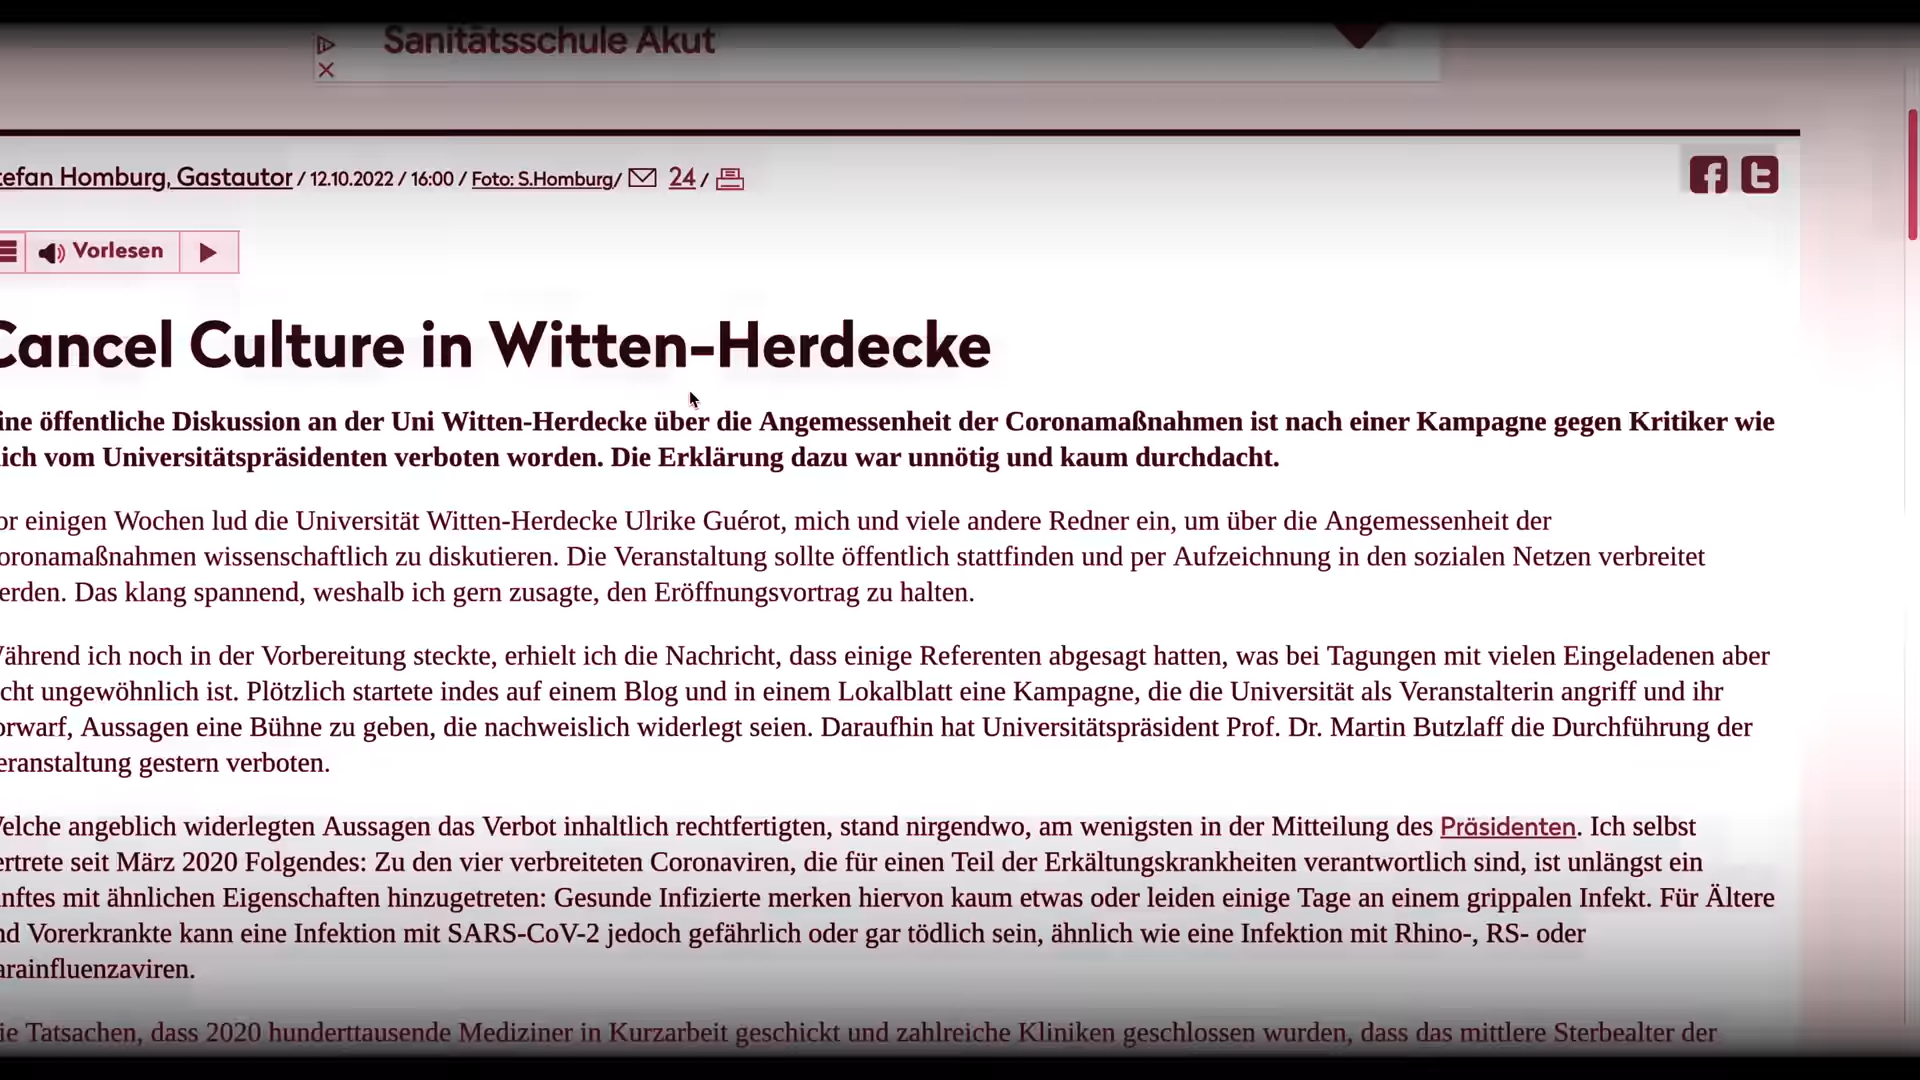 Sanitätsschule Akut
tefan Homburg, Gastautor / 12.10.2022 / 16:00 / Foto: S.Homburg/ 24 /
Vorlesen
Cancel Culture in Witten-Herdecke
ine öffentliche Diskussion an der Uni Witten-Herdecke über die Angemessenheit der Coronamaßnahmen ist nach einer Kampagne gegen Kritiker wie
ich vom Universitätspräsidenten verboten worden. Die Erklärung dazu war unnötig und kaum durchdacht.
or einigen Wochen lud die Universität Witten-Herdecke Ulrike Guérot, mich und viele andere Redner ein, um über die Angemessenheit der
oronamaßnahmen wissenschaftlich zu diskutieren. Die Veranstaltung sollte öffentlich stattfinden und per Aufzeichnung in den sozialen Netzen verbreitet
erden. Das klang spannend, weshalb ich gern zusagte, den Eröffnungsvortrag zu halten.
ährend ich noch in der Vorbereitung steckte, erhielt ich die Nachricht, dass einige Referenten abgesagt hatten, was bei Tagungen mit vielen Eingeladenen aber
cht ungewöhnlich ist. Plötzlich startete indes auf einem Blog und in einem Lokalblatt eine Kampagne, die die Universität als Veranstalterin angriff und ihr
orwarf, Aussagen eine Bühne zu geben, die nachweislich widerlegt seien. Daraufhin hat Universitätspräsident Prof. Dr. Martin Butzlaff die Durchführung der
eranstaltung gestern verboten.
elche angeblich widerlegten Aussagen das Verbot inhaltlich rechtfertigten, stand nirgendwo, am wenigsten in der Mitteilung des Präsidenten. Ich selbst
ertrete seit März 2020 Folgendes: Zu den vier verbreiteten Coronaviren, die für einen Teil der Erkältungskrankheiten verantwortlich sind, ist unlängst ein
nftes mit ähnlichen Eigenschaften hinzugetreten: Gesunde Infizierte merken hiervon kaum etwas oder leiden einige Tage an einem grippalen Infekt. Für Ältere
nd Vorerkrankte kann eine Infektion mit SARS-CoV-2 jedoch gefährlich oder gar tödlich sein, ähnlich wie eine Infektion mit Rhino-, RS- oder
arainfluenzaviren.
ie Tatsachen, dass 2020 hunderttausende Mediziner in Kurzarbeit geschickt und zahlreiche Kliniken geschlossen wurden, dass das mittlere Sterbealter der